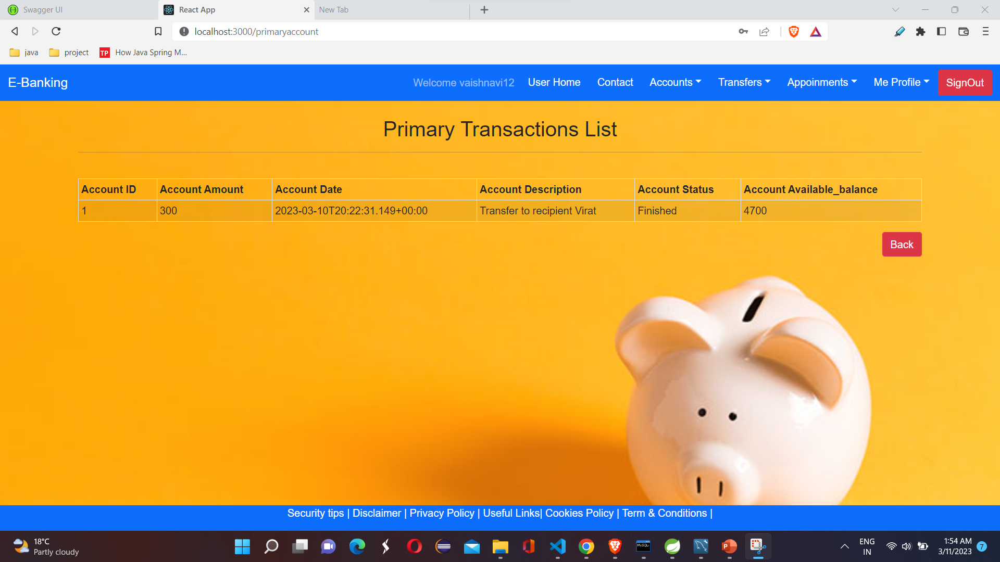 Swagger UI
React App
New Tab
localhost:3000/primaryaccount
java
project
TP
How Java Spring M...
E-Banking
Welcome vaishnavi12
User Home
Contact
Accounts
Transfers
Appoinments
Me Profile
SignOut
Primary Transactions List
Account ID Account Amount Account Date Account Description Account Status Account Available_balance
1 300 2023-03-10T20:22:31.149+00:00 Transfer to recipient Virat Finished 4700
Back
Security tips | Disclaimer | Privacy Policy | Useful Links| Cookies Policy | Term & Conditions |
18°C
Partly cloudy
MySQL
P
ENG
IN
1:54 AM
3/11/2023
7